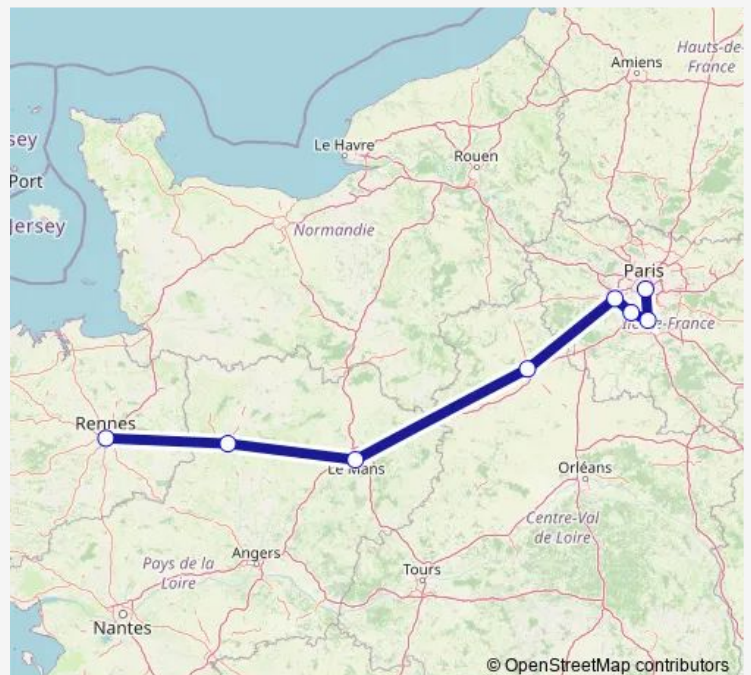 Hauts-de-
France
Amiens
sey
Le Havre
Rouen
Port
Jersey
Normandie
Paris
Île-de-France
Rennes
Le Mans
Orléans
Centre-Val
de Loire
Angers
Pays de la
Loire
Tours
Nantes
© OpenStreetMap contributors